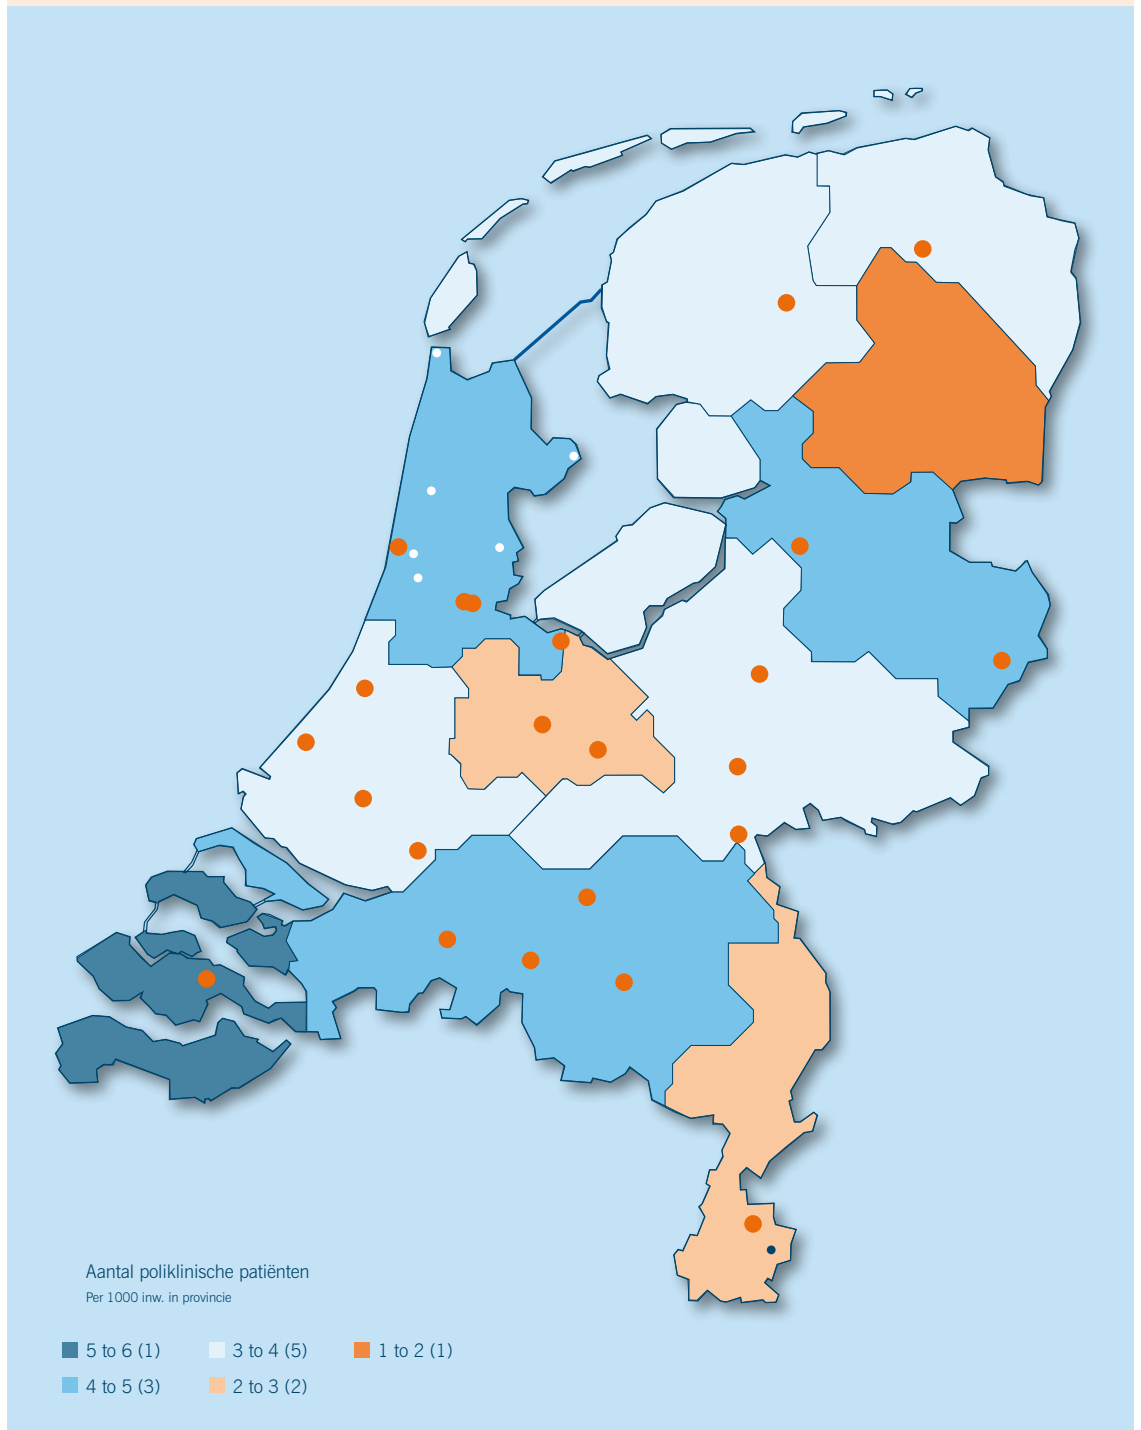 Aantal poliklinische patiënten
Per 1000 inw. in provincie
5 to 6 (1)
3 to 4 (5)
1 to 2 (1)
4 to 5 (3)
2 to 3 (2)